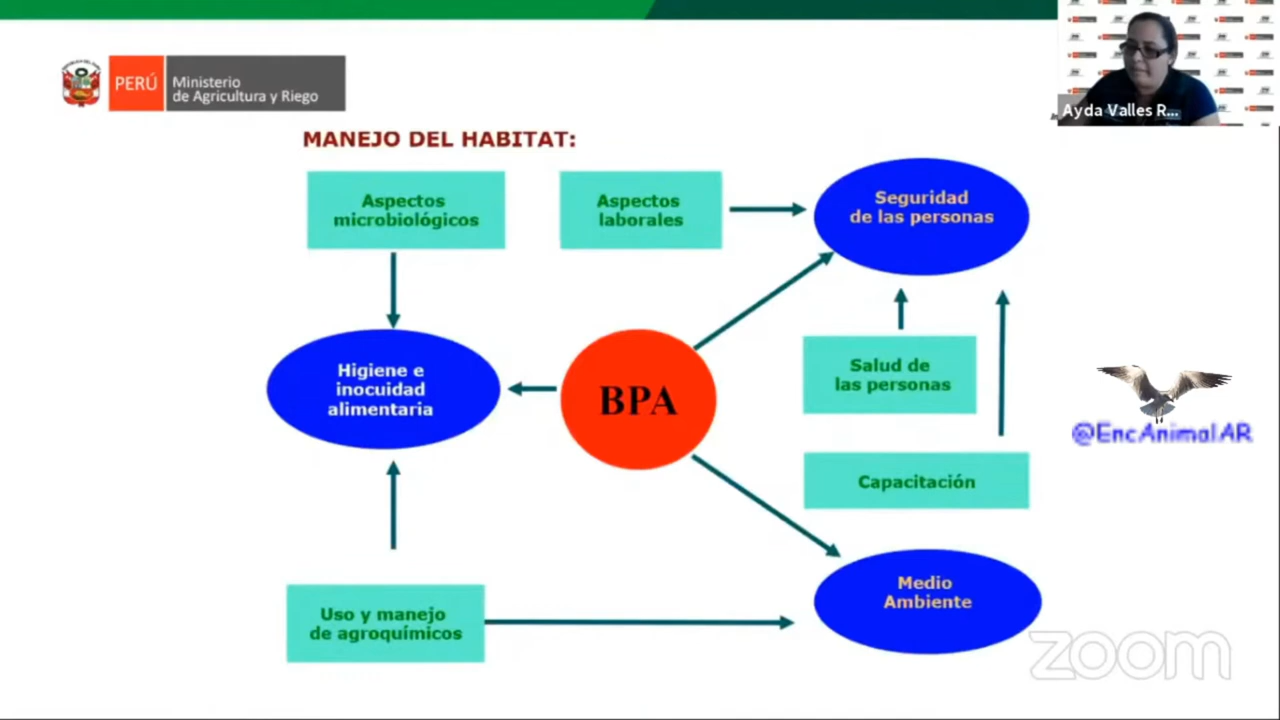 PERÚ
Ministerio
de Agricultura y Riego
Ayda Valles R...
MANEJO DEL HABITAT:
Aspectos
microbiológicos
Aspectos
laborales
Seguridad
de las personas
Higiene e
inocuidad
alimentaria
BPA
Salud de
las personas
@EncAnimalAR
Capacitación
Uso y manejo
de agroquímicos
Medio
Ambiente
zoom